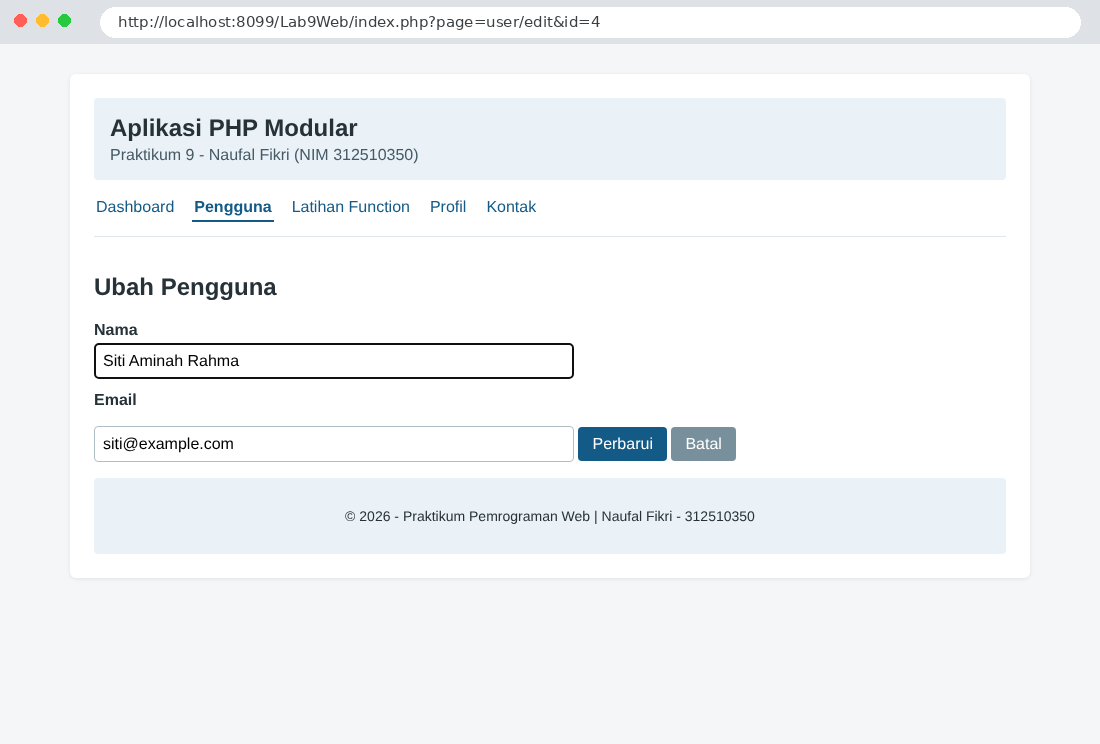 http://localhost:8099/Lab9Web/index.php?page=user/edit&id=4
Aplikasi PHP Modular
Praktikum 9 - Naufal Fikri (NIM 312510350)
Dashboard Pengguna Latihan Function Profil Kontak
Ubah Pengguna
Nama
Siti Aminah Rahma
Email
siti@example.com Perbarui Batal
© 2026 - Praktikum Pemrograman Web | Naufal Fikri - 312510350